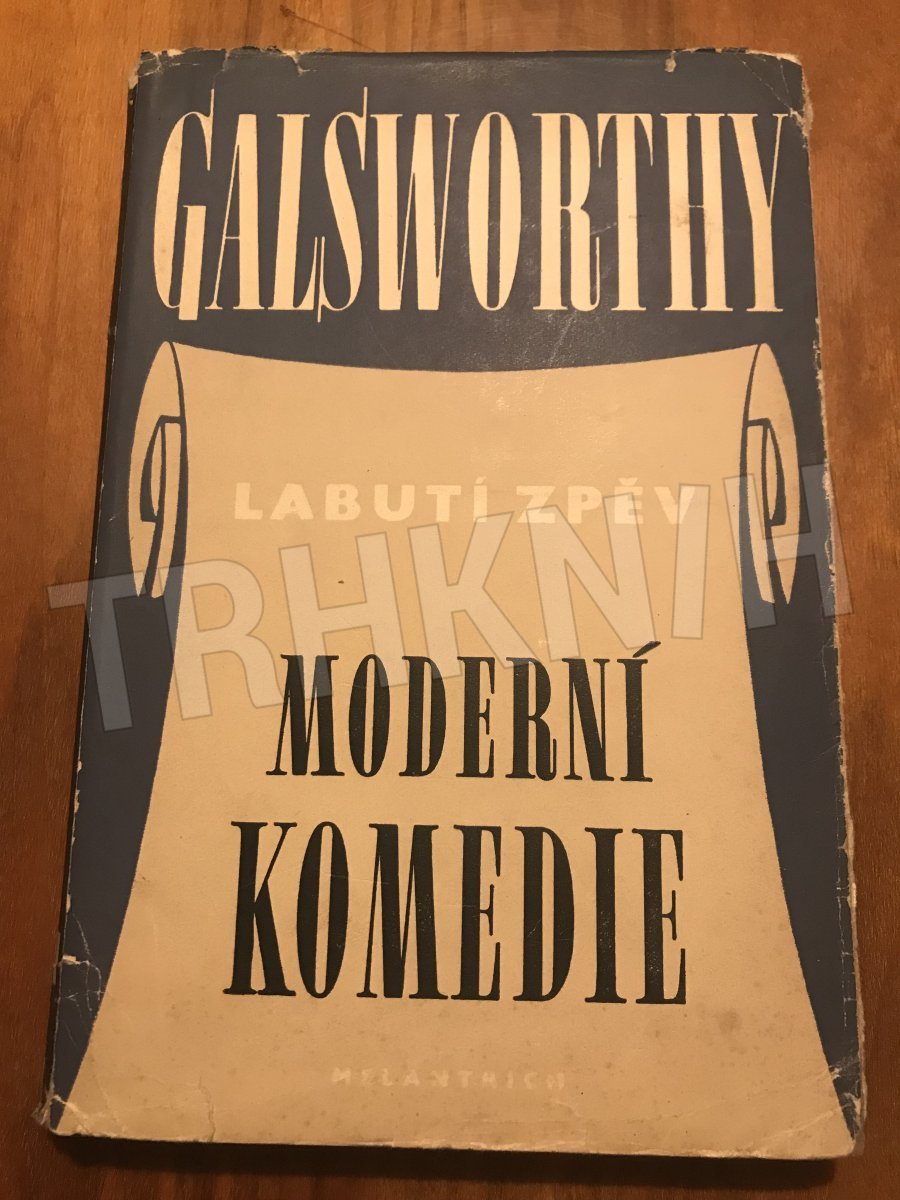 GALSWORTHY
LABUTÍ ZPĚV
TRHKNIH
MODERNÍ
KOMEDIE
MELANTRICH